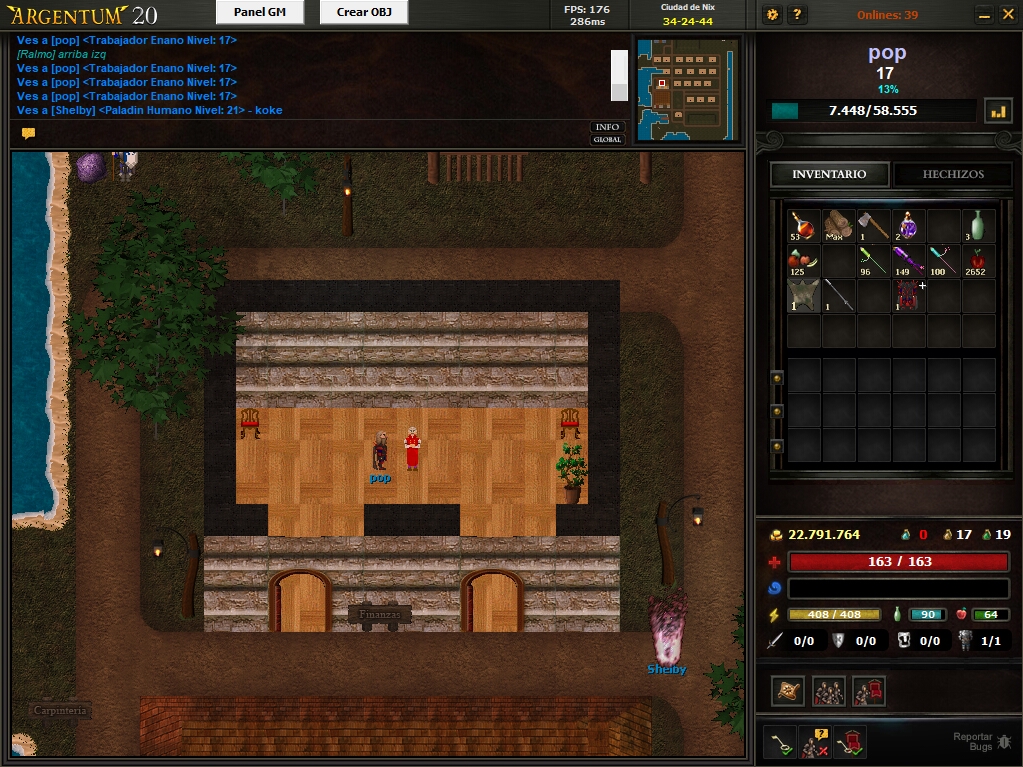 ARGENTUM 20
Panel GM
Crear OBJ
FPS: 176
286ms
Ciudad de Nix
34-24-44
?
Onlines: 39
Ves a [pop] <Trabajador Enano Nivel: 17>
[Ralmo] arriba izq
Ves a [pop] <Trabajador Enano Nivel: 17>
Ves a [pop] <Trabajador Enano Nivel: 17>
Ves a [pop] <Trabajador Enano Nivel: 17>
Ves a [Shelby] <Paladín Humano Nivel: 21> - koke
INFO
GLOBAL
pop
17
13%
7.448/58.555
INVENTARIO
HECHIZOS
53
Max
1
2
3
125
96
149
100
2652
1
1
1
+
pop
Finanzas
Shelby
Carpintería
22.791.764
0
17
19
163 / 163
408 / 408
90
64
0/0
0/0
0/0
1/1
?
Reportar
Bugs